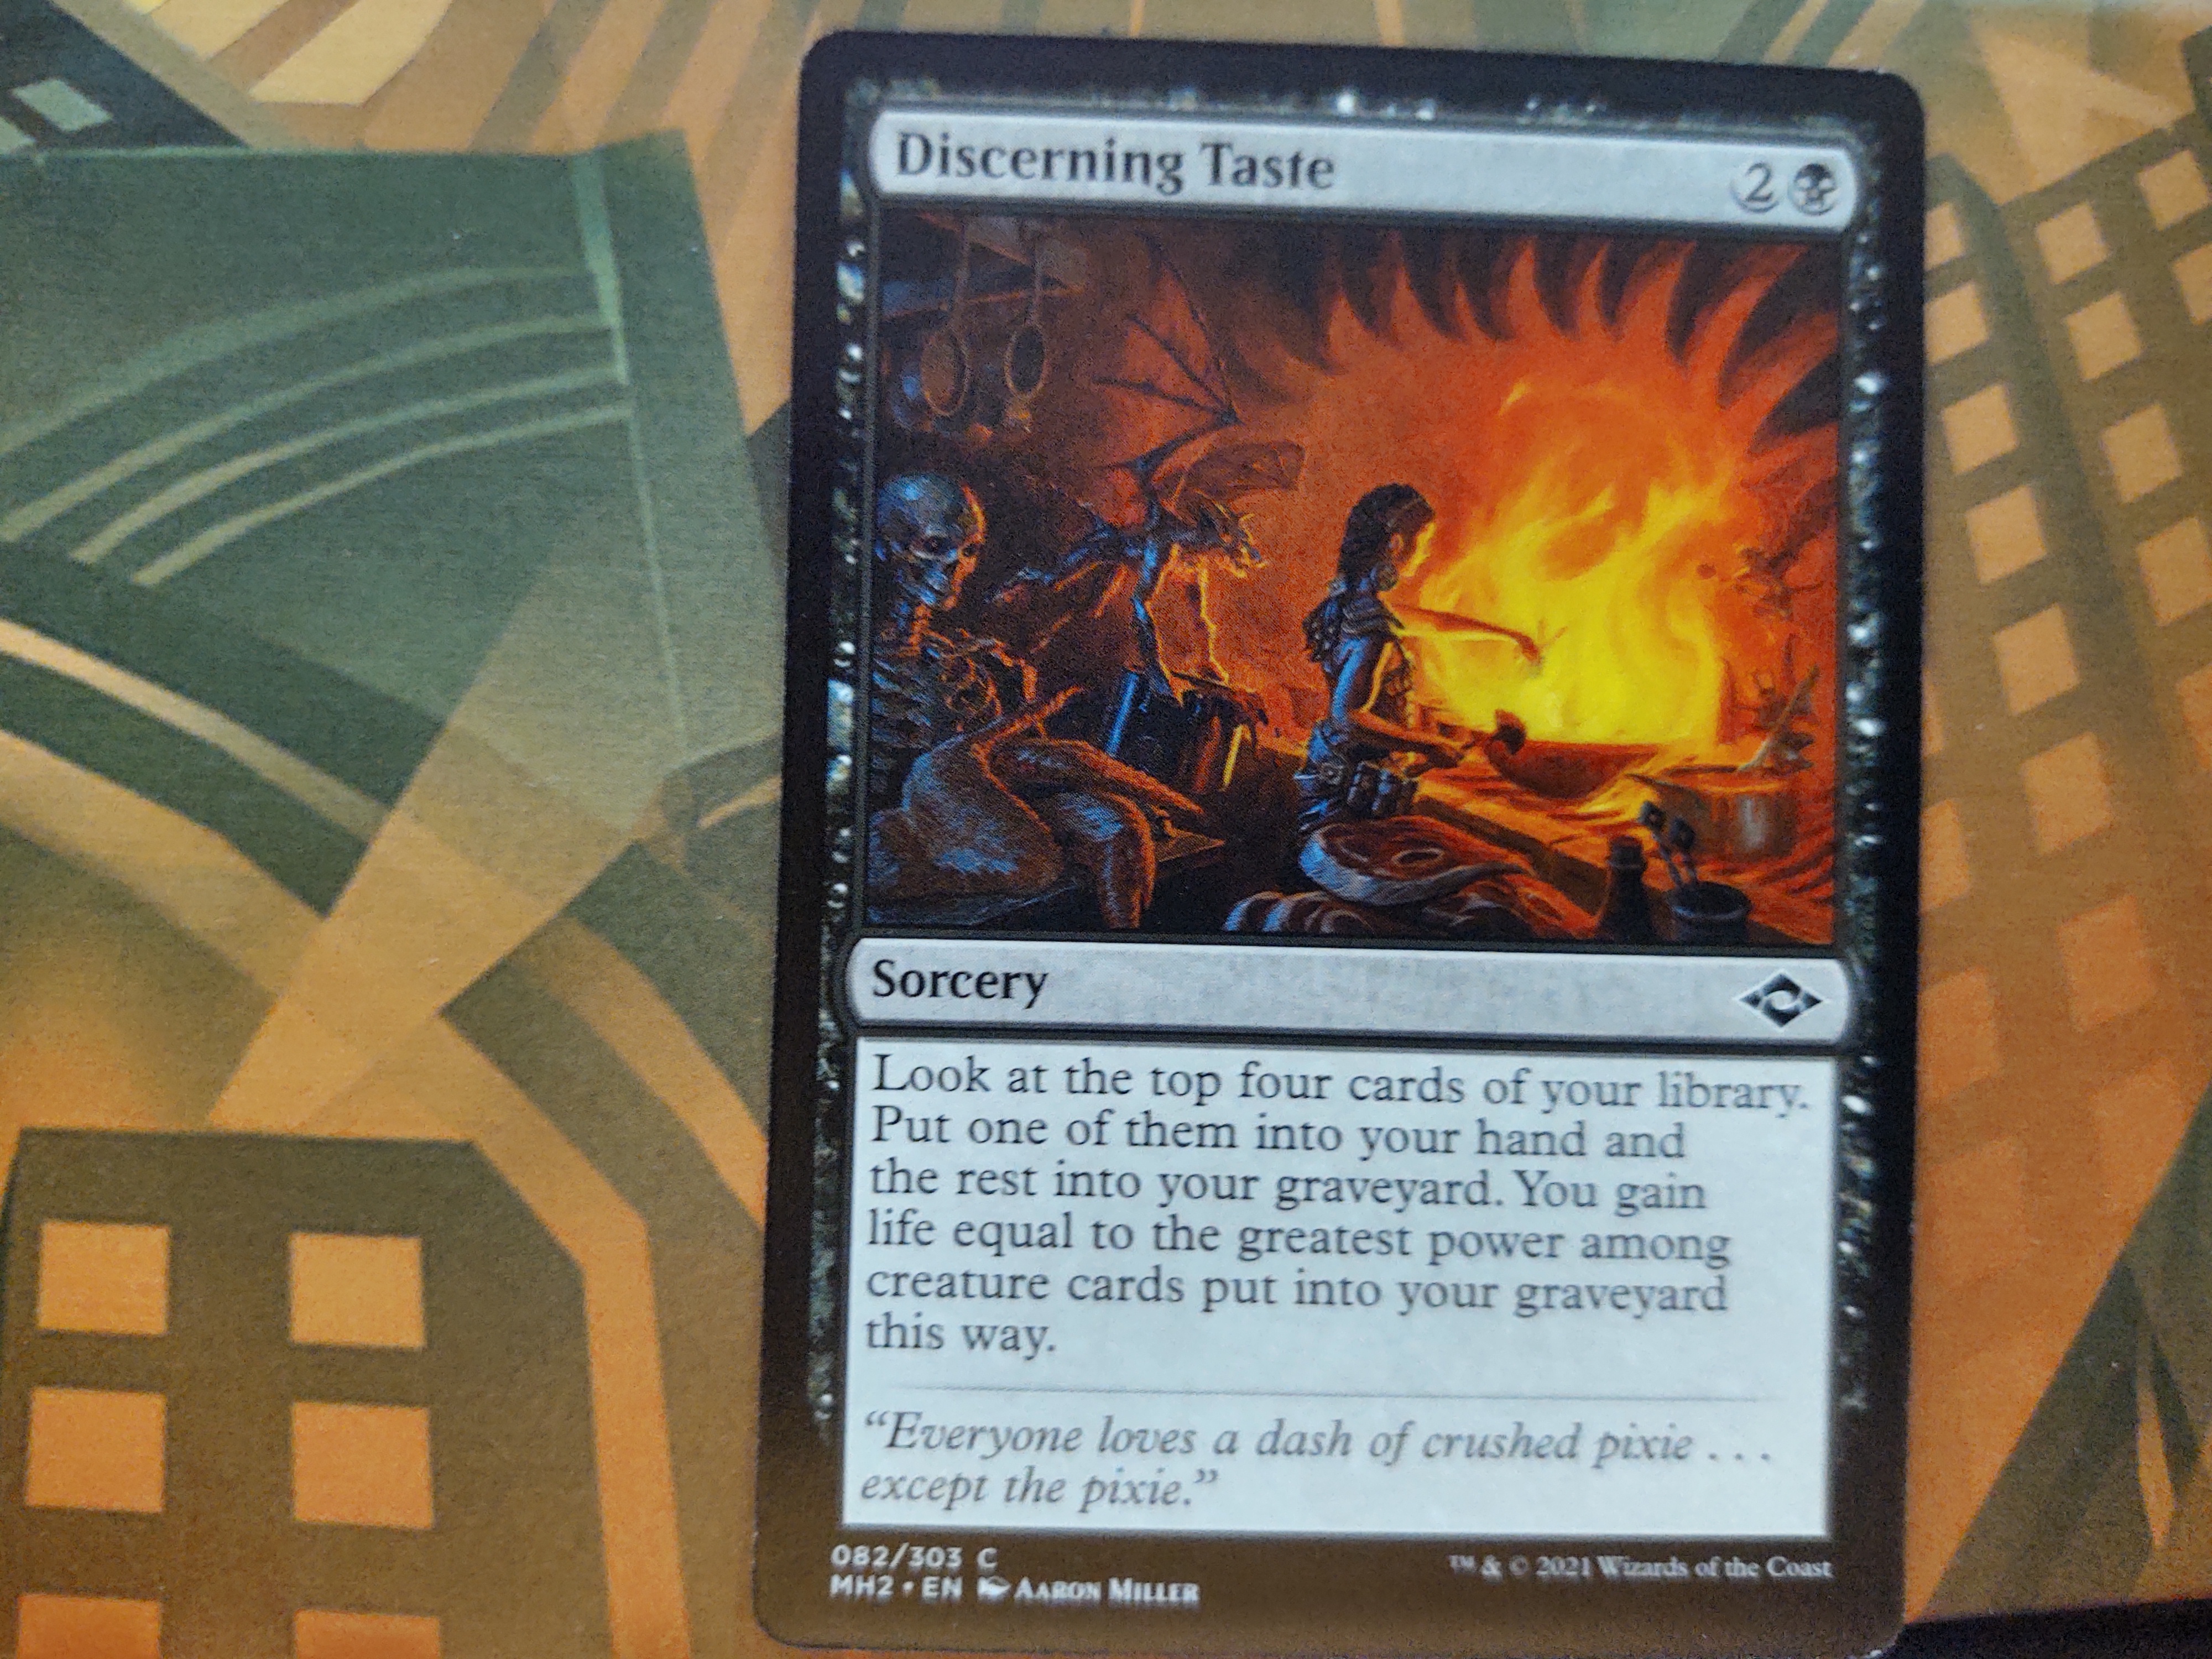 Discerning Taste 2
Sorcery
Look at the top four cards of your library.
Put one of them into your hand and
the rest into your graveyard. You gain
life equal to the greatest power among
creature cards put into your graveyard
this way.
“Everyone loves a dash of crushed pixie . . .
except the pixie.”
082/303 C
MH2 • EN Aaron Miller
™ & © 2021 Wizards of the Coast